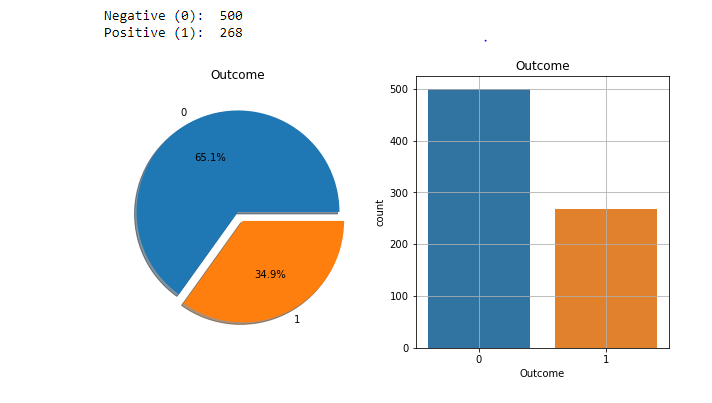 Negative (0):  500
Positive (1):  268
Outcome
0
65.1%
34.9%
1
Outcome
500
400
300
200
100
0
count
0 1
Outcome